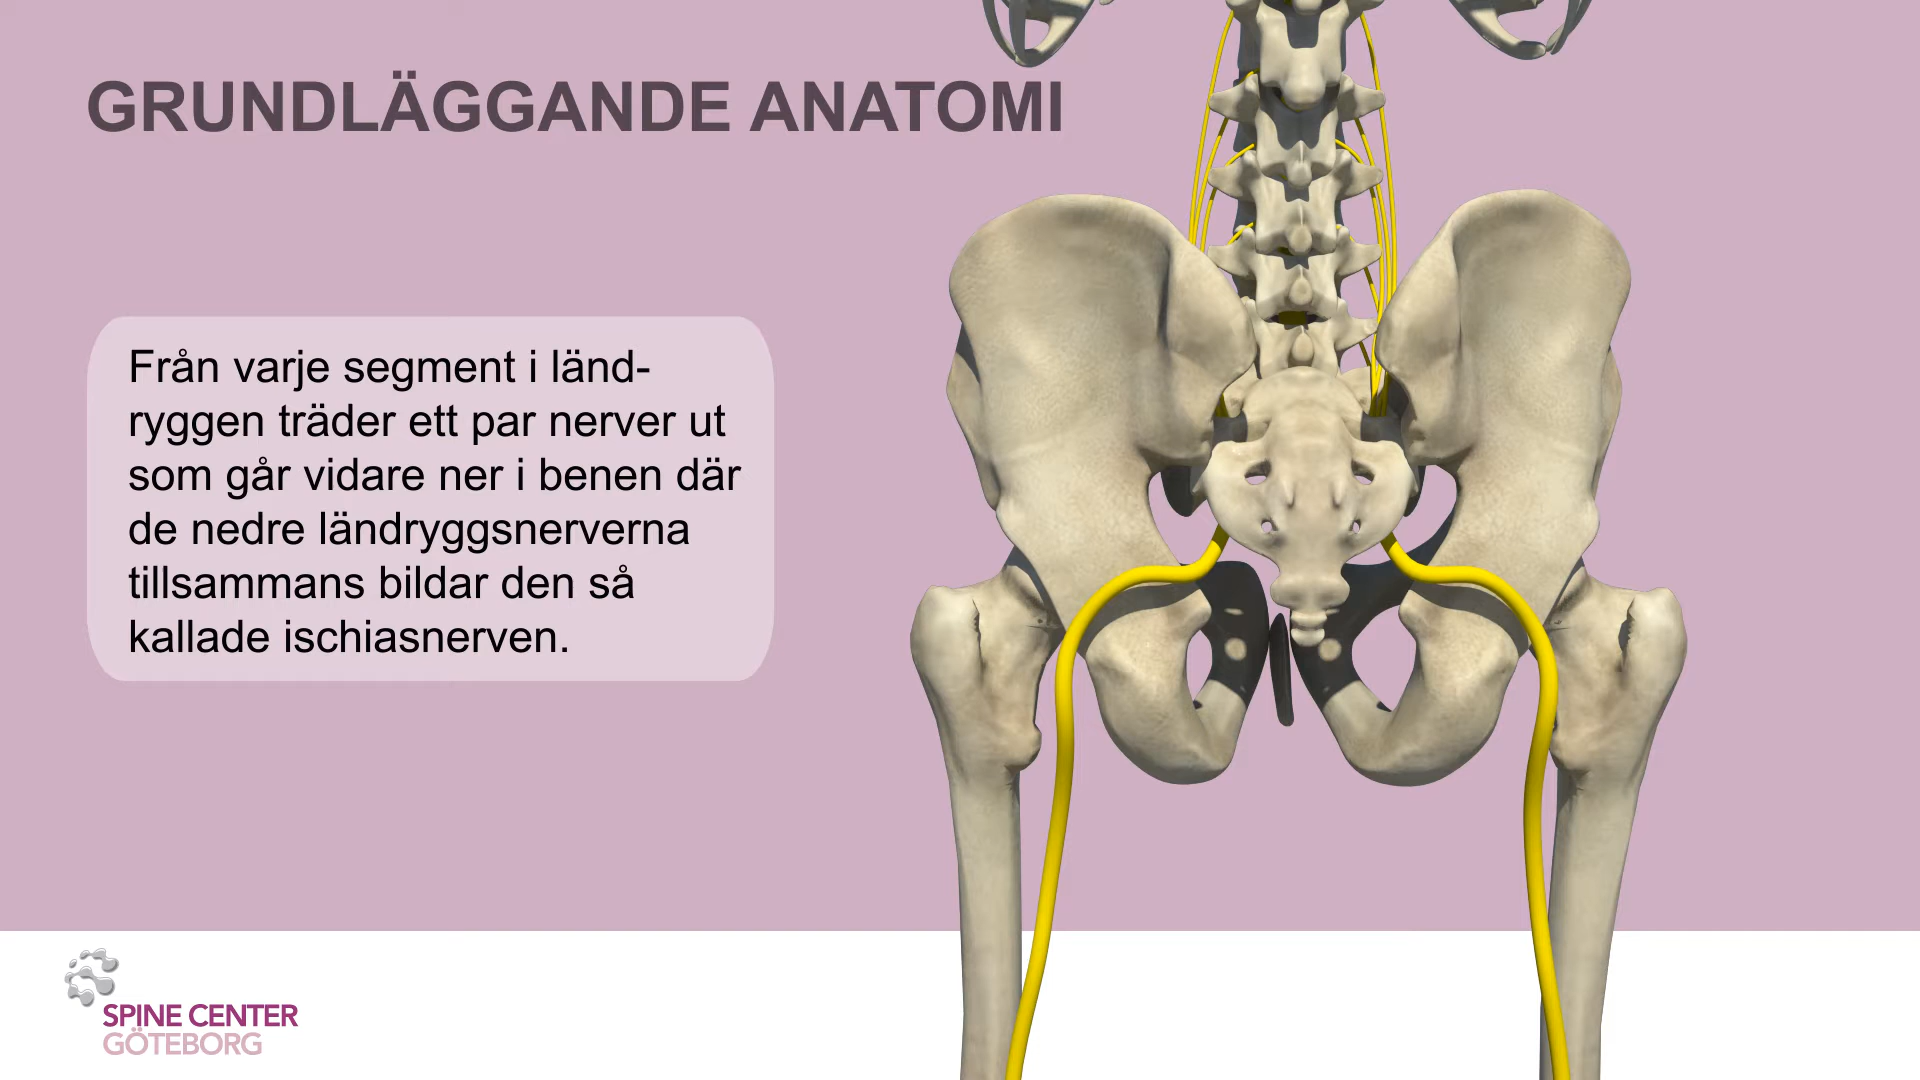 GRUNDLÄGGANDE ANATOMI
Från varje segment i länd-
ryggen träder ett par nerver ut
som går vidare ner i benen där
de nedre ländryggsnerverna
tillsammans bildar den så
kallade ischiasnerven.
SPINE CENTER
GÖTEBORG